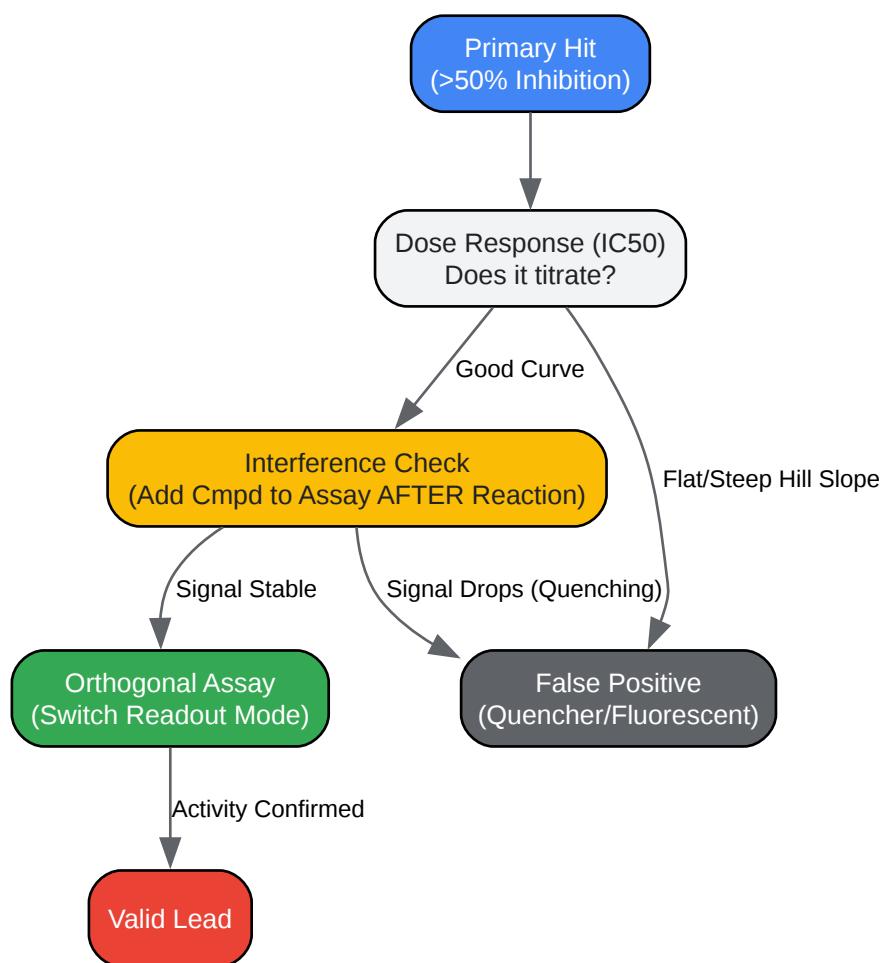 Primary Hit
(>50% Inhibition)
Dose Response (IC50)
Does it titrate?
Good Curve
Flat/Steep Hill Slope
Interference Check
(Add Cmpd to Assay AFTER Reaction)
Signal Stable
Signal Drops (Quenching)
Orthogonal Assay
(Switch Readout Mode)
False Positive
(Quencher/Fluorescent)
Activity Confirmed
Valid Lead